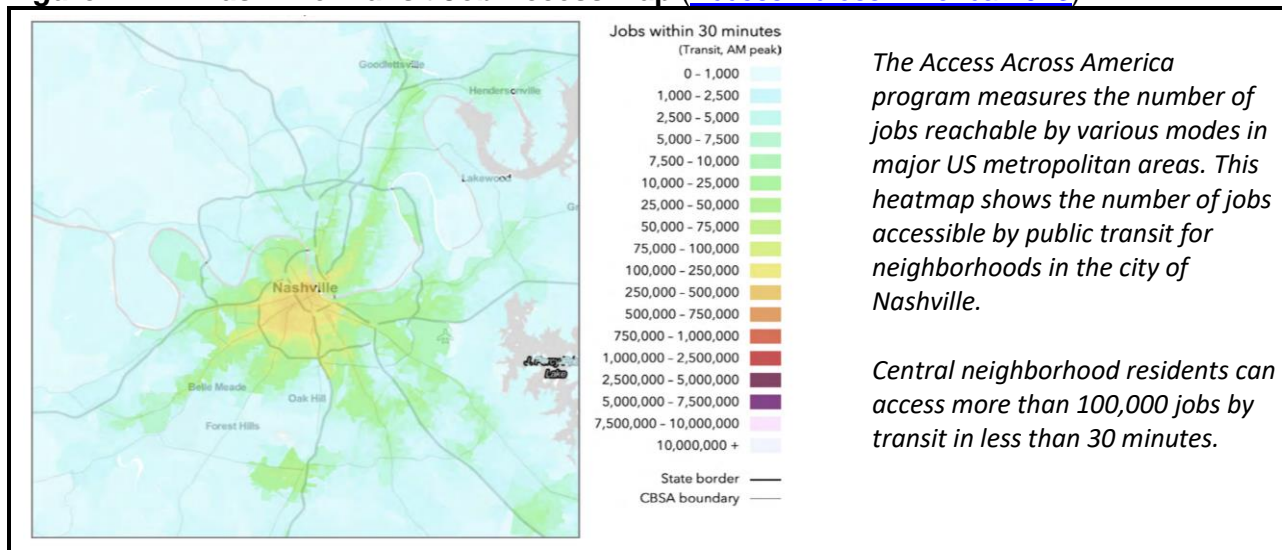 Jobs within 30 minutes
(Transit, AM peak)
0 – 1,000
1,000 – 2,500
2,500 – 5,000
5,000 – 7,500
7,500 – 10,000
10,000 – 25,000
25,000 – 50,000
50,000 – 75,000
75,000 – 100,000
100,000 – 250,000
250,000 – 500,000
500,000 – 750,000
750,000 – 1,000,000
1,000,000 – 2,500,000
2,500,000 – 5,000,000
5,000,000 – 7,500,000
7,500,000 – 10,000,000
10,000,000 +
State border
CBSA boundary
Goodlettsville
Hendersonville
Lakewood
Nashville
Belle Meade
Oak Hill
Forest Hills
Lake
The Access Across America
program measures the number of
jobs reachable by various modes in
major US metropolitan areas. This
heatmap shows the number of jobs
accessible by public transit for
neighborhoods in the city of
Nashville.
Central neighborhood residents can
access more than 100,000 jobs by
transit in less than 30 minutes.